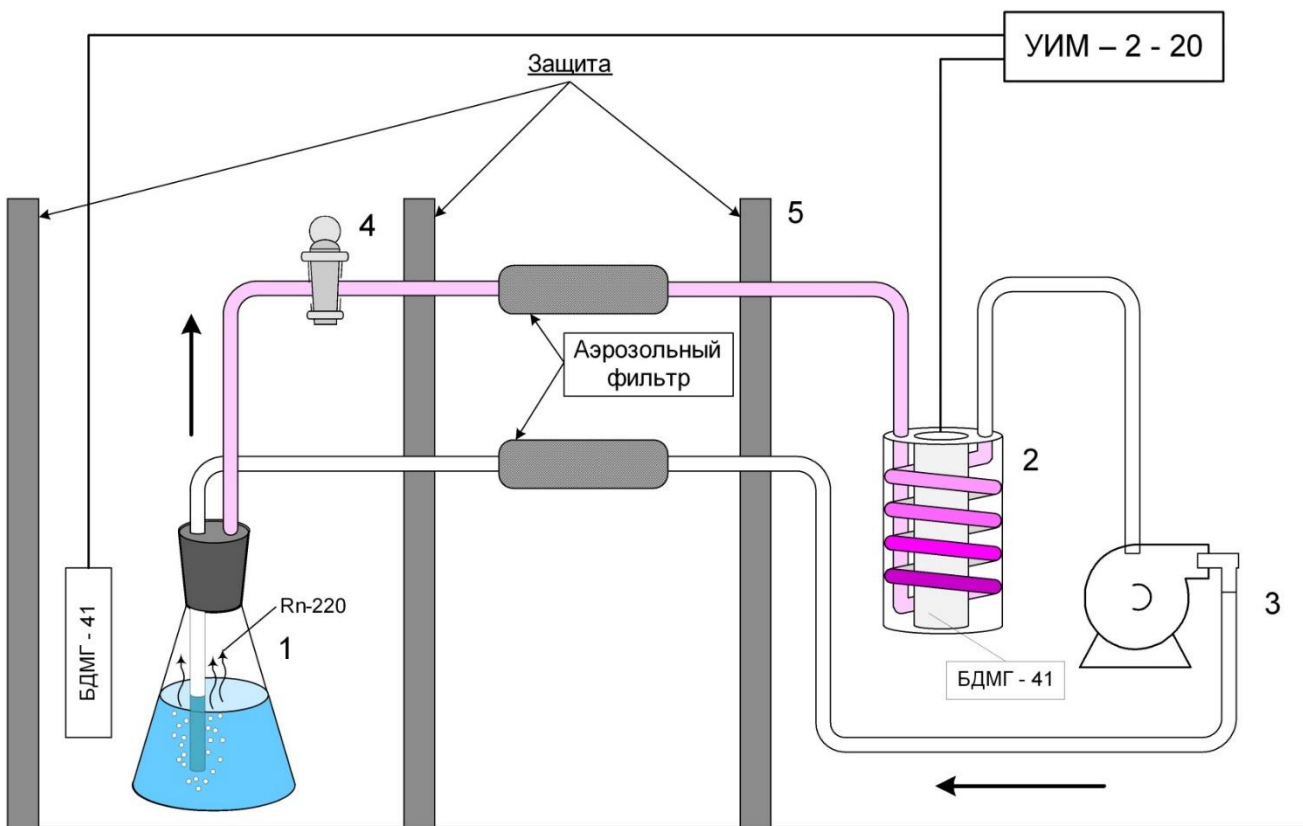 УИМ – 2 - 20
Защита
4
5
Аэрозольный
фильтр
2
Rn-220
1
3
БДМГ - 41
БДМГ - 41